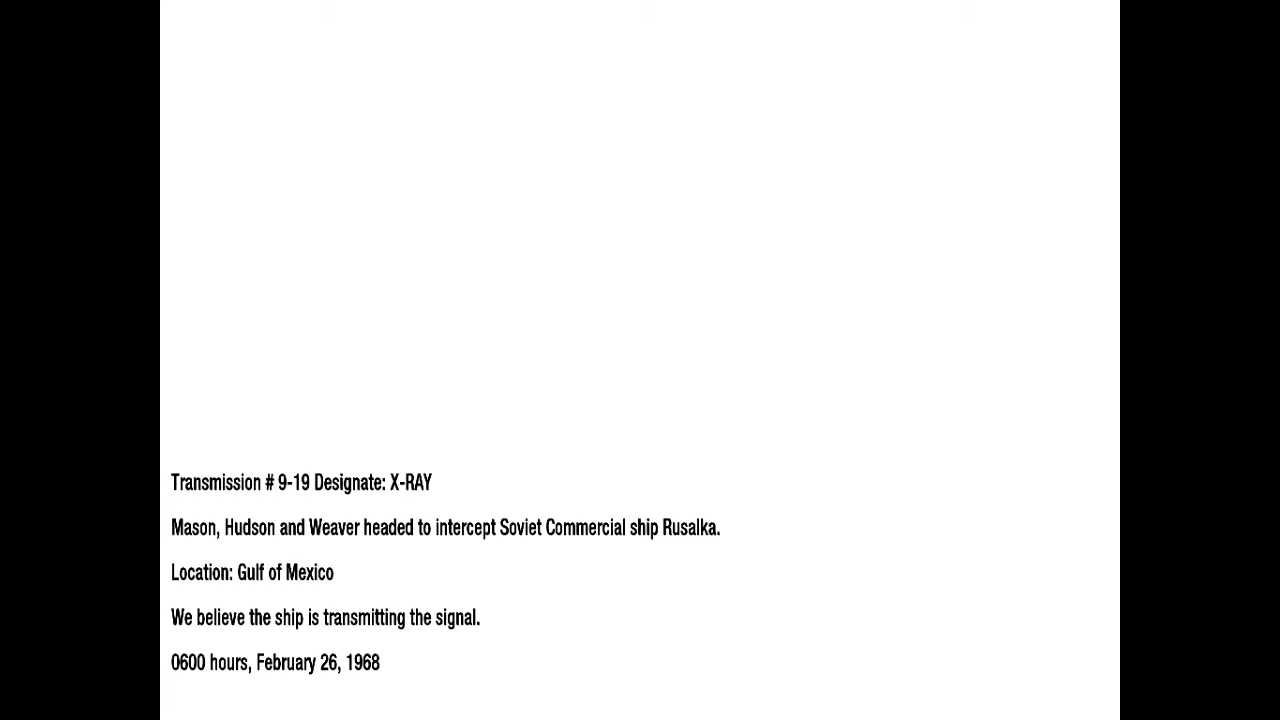 Transmission # 9-19 Designate: X-RAY
Mason, Hudson and Weaver headed to intercept Soviet Commercial ship Rusalka.
Location: Gulf of Mexico
We believe the ship is transmitting the signal.
0600 hours, February 26, 1968